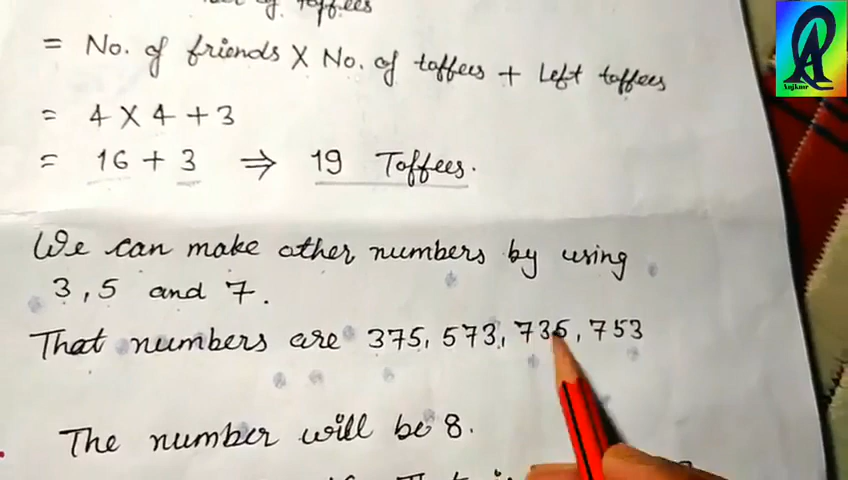 of toffees
= No. of friends X No. of toffees + Left toffees
= 4 X 4 + 3
= 16 + 3 ⇒ 19 Toffees.
We can make other numbers by using
3, 5 and 7.
That numbers are 375, 573, 735, 753
The number will be 8.